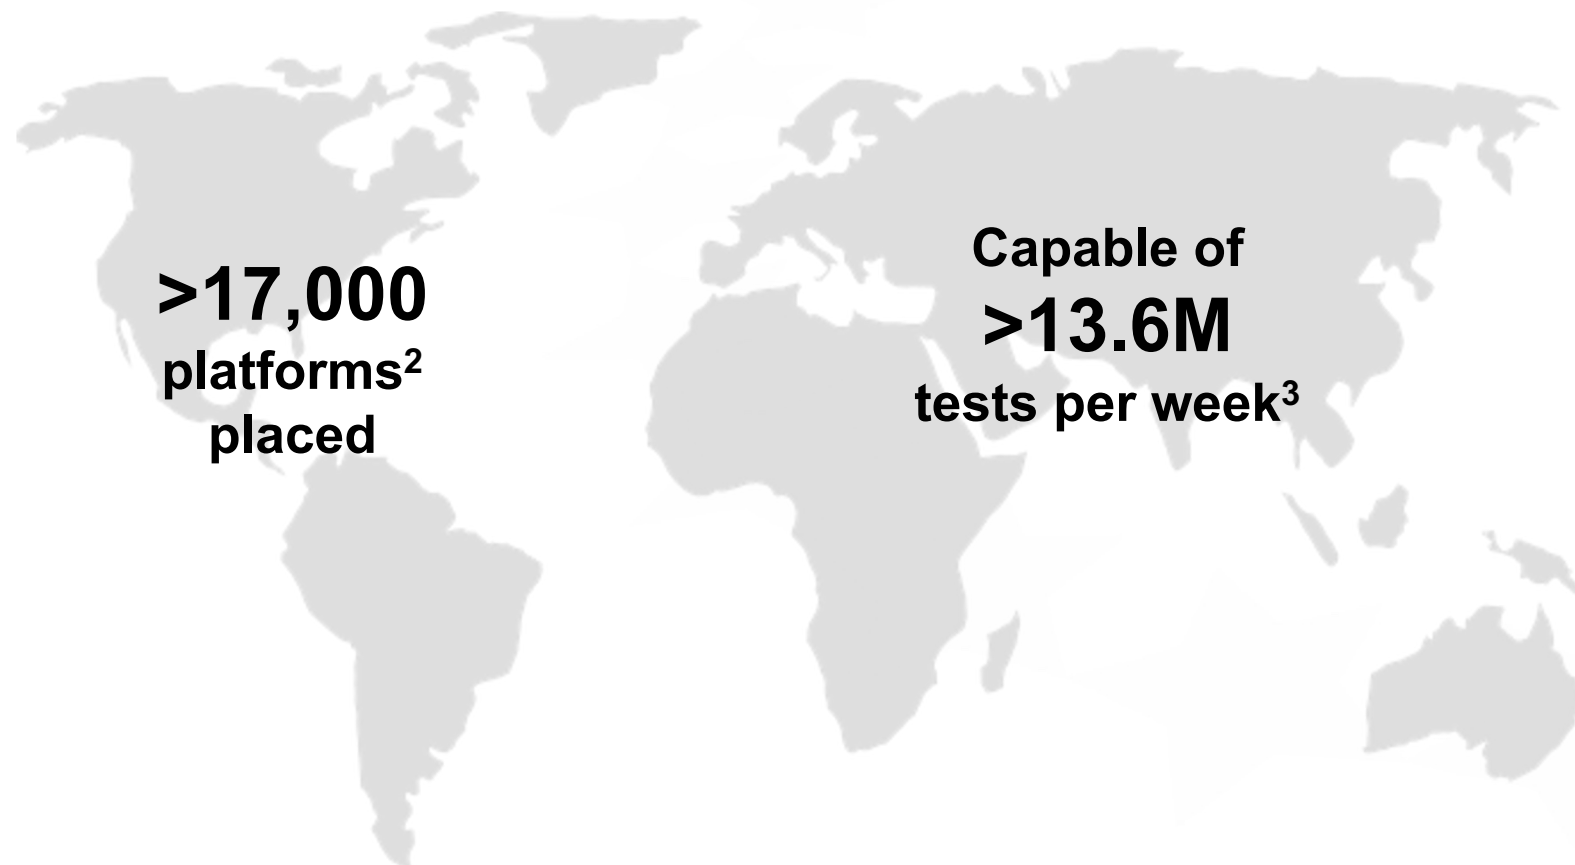 >17,000
platforms²
placed
Capable of
>13.6M
tests per week³